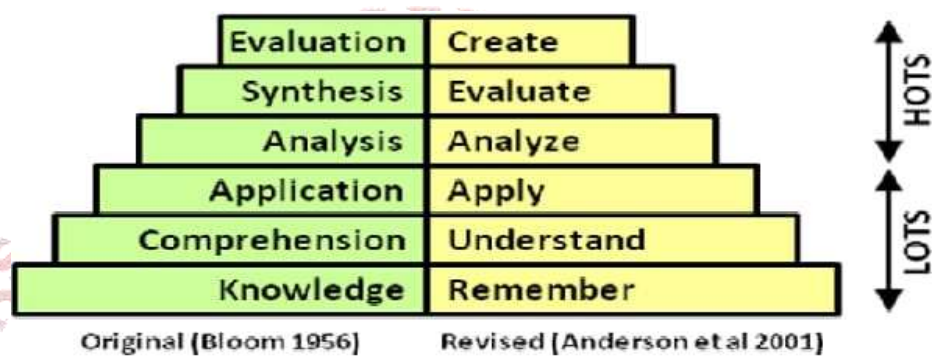 Evaluation Create
Synthesis Evaluate
Analysis Analyze
Application Apply
Comprehension Understand
Knowledge Remember
HOTS
LOTS
Original (Bloom 1956) Revised (Anderson et al 2001)